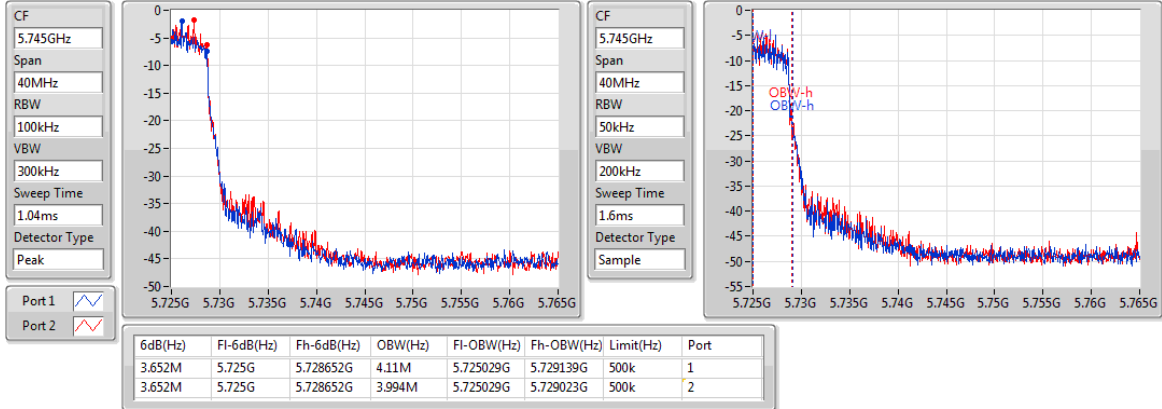 CF
5.745GHz
Span
40MHz
RBW
100kHz
VBW
300kHz
Sweep Time
1.04ms
Detector Type
Peak
Port 1
Port 2
0
-5
-10
-15
-20
-25
-30
-35
-40
-45
-50
5.725G 5.73G 5.735G 5.74G 5.745G 5.75G 5.755G 5.76G 5.765G
CF
5.745GHz
Span
40MHz
RBW
50kHz
VBW
200kHz
Sweep Time
1.6ms
Detector Type
Sample
0
-5
-10
-15
-20
-25
-30
-35
-40
-45
-50
-55
OBW-h
OBW-h
5.725G 5.73G 5.735G 5.74G 5.745G 5.75G 5.755G 5.76G 5.765G
6dB(Hz) Fl-6dB(Hz) Fh-6dB(Hz) OBW(Hz) Fl-OBW(Hz) Fh-OBW(Hz) Limit(Hz) Port
3.652M 5.725G 5.728652G 4.11M 5.725029G 5.729139G 500k 1
3.652M 5.725G 5.728652G 3.994M 5.725029G 5.729023G 500k 2